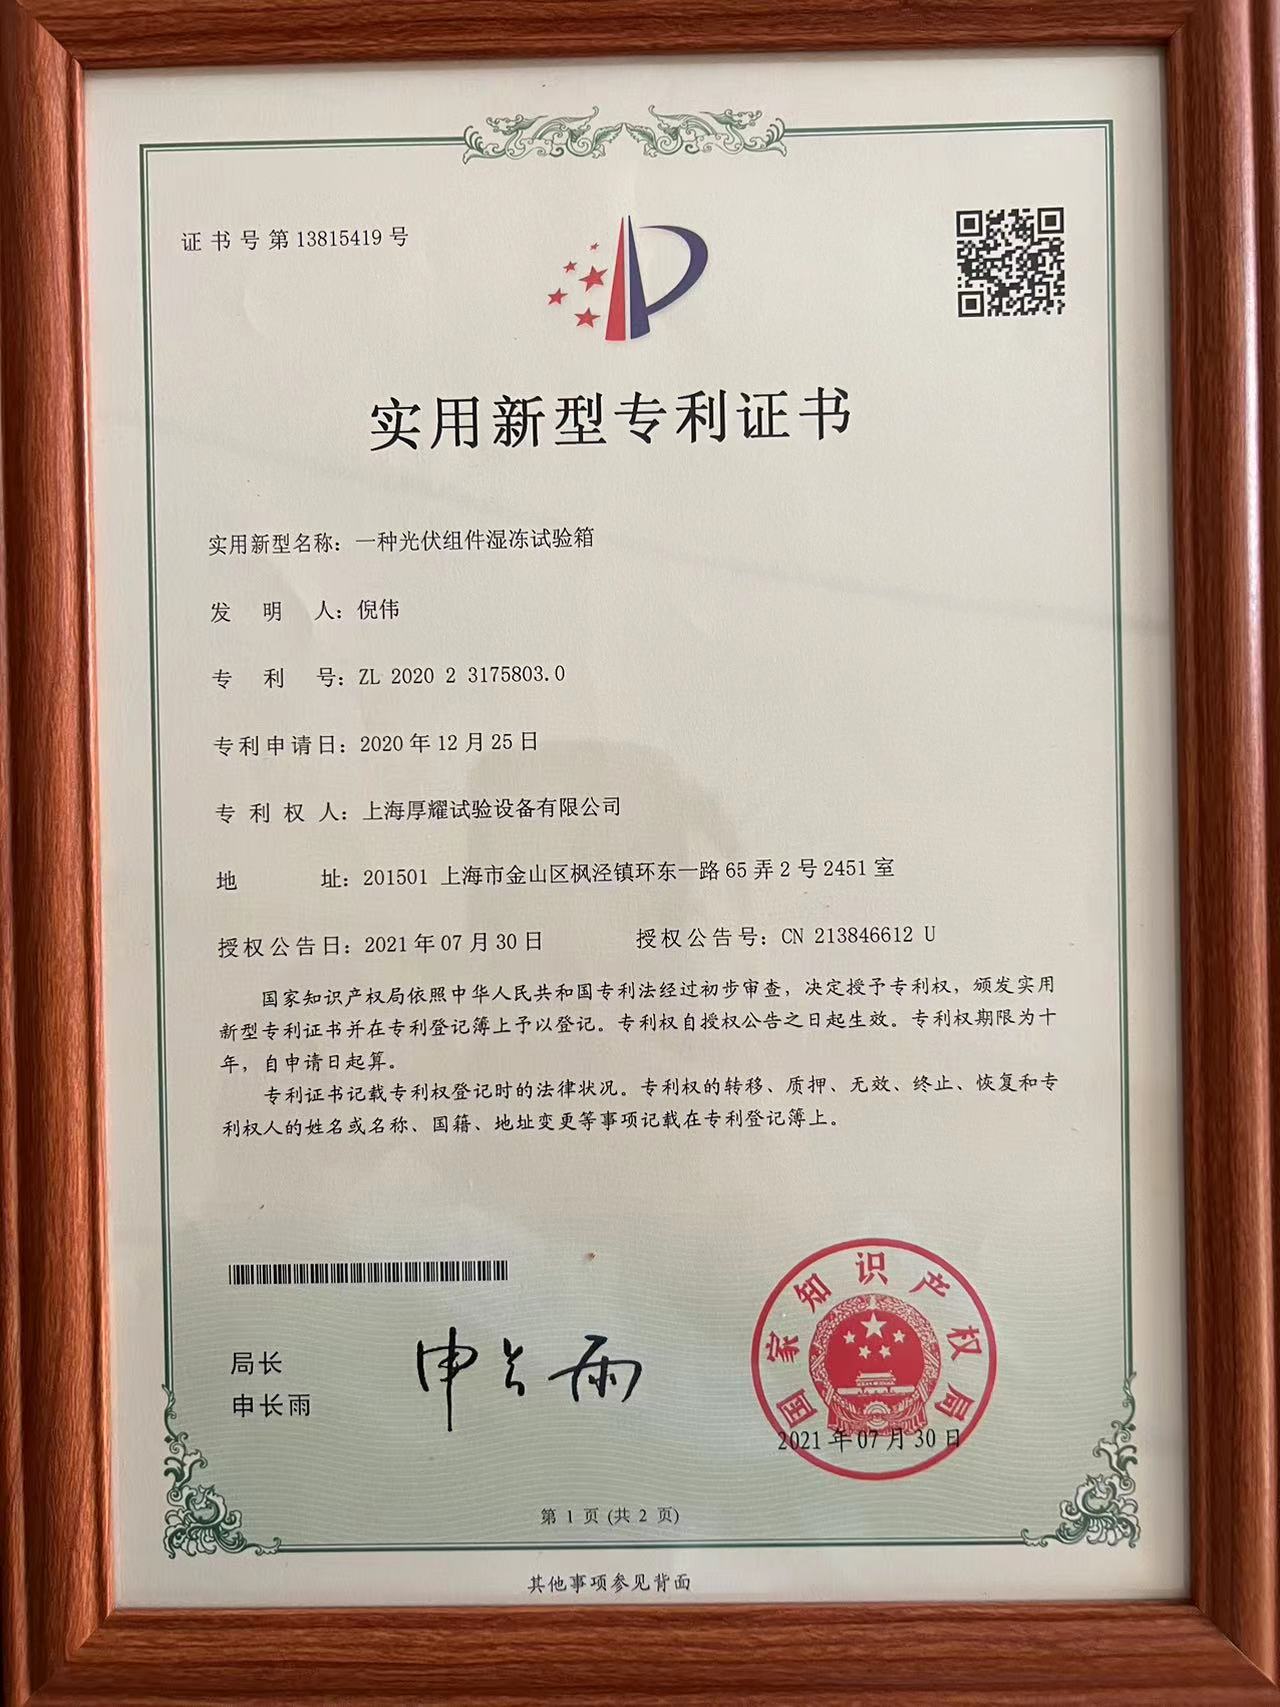 证书号第13815419号
实用新型专利证书
实用新型名称：一种光伏组件湿冻试验箱
发明人：倪伟
专利号：ZL 2020 2 3175803.0
专利申请日：2020年12月25日
专利权人：上海厚耀试验设备有限公司
地址：201501 上海市金山区枫泾镇环东一路65弄2号2451室
授权公告日：2021年07月30日 授权公告号：CN 213846612 U
国家知识产权局依照中华人民共和国专利法经过初步审查，决定授予专利权，颁发实用
新型专利证书并在专利登记簿上予以登记。专利权自授权公告之日起生效。专利权期限为十
年，自申请日起算。
专利证书记载专利权登记时的法律状况。专利权的转移、质押、无效、终止、恢复和专
利权人的姓名或名称、国籍、地址变更等事项记载在专利登记簿上。
局长
申长雨
申长雨
国家知识产权局
2021年07月30日
第 1 页 (共 2 页)
其他事项参见背面